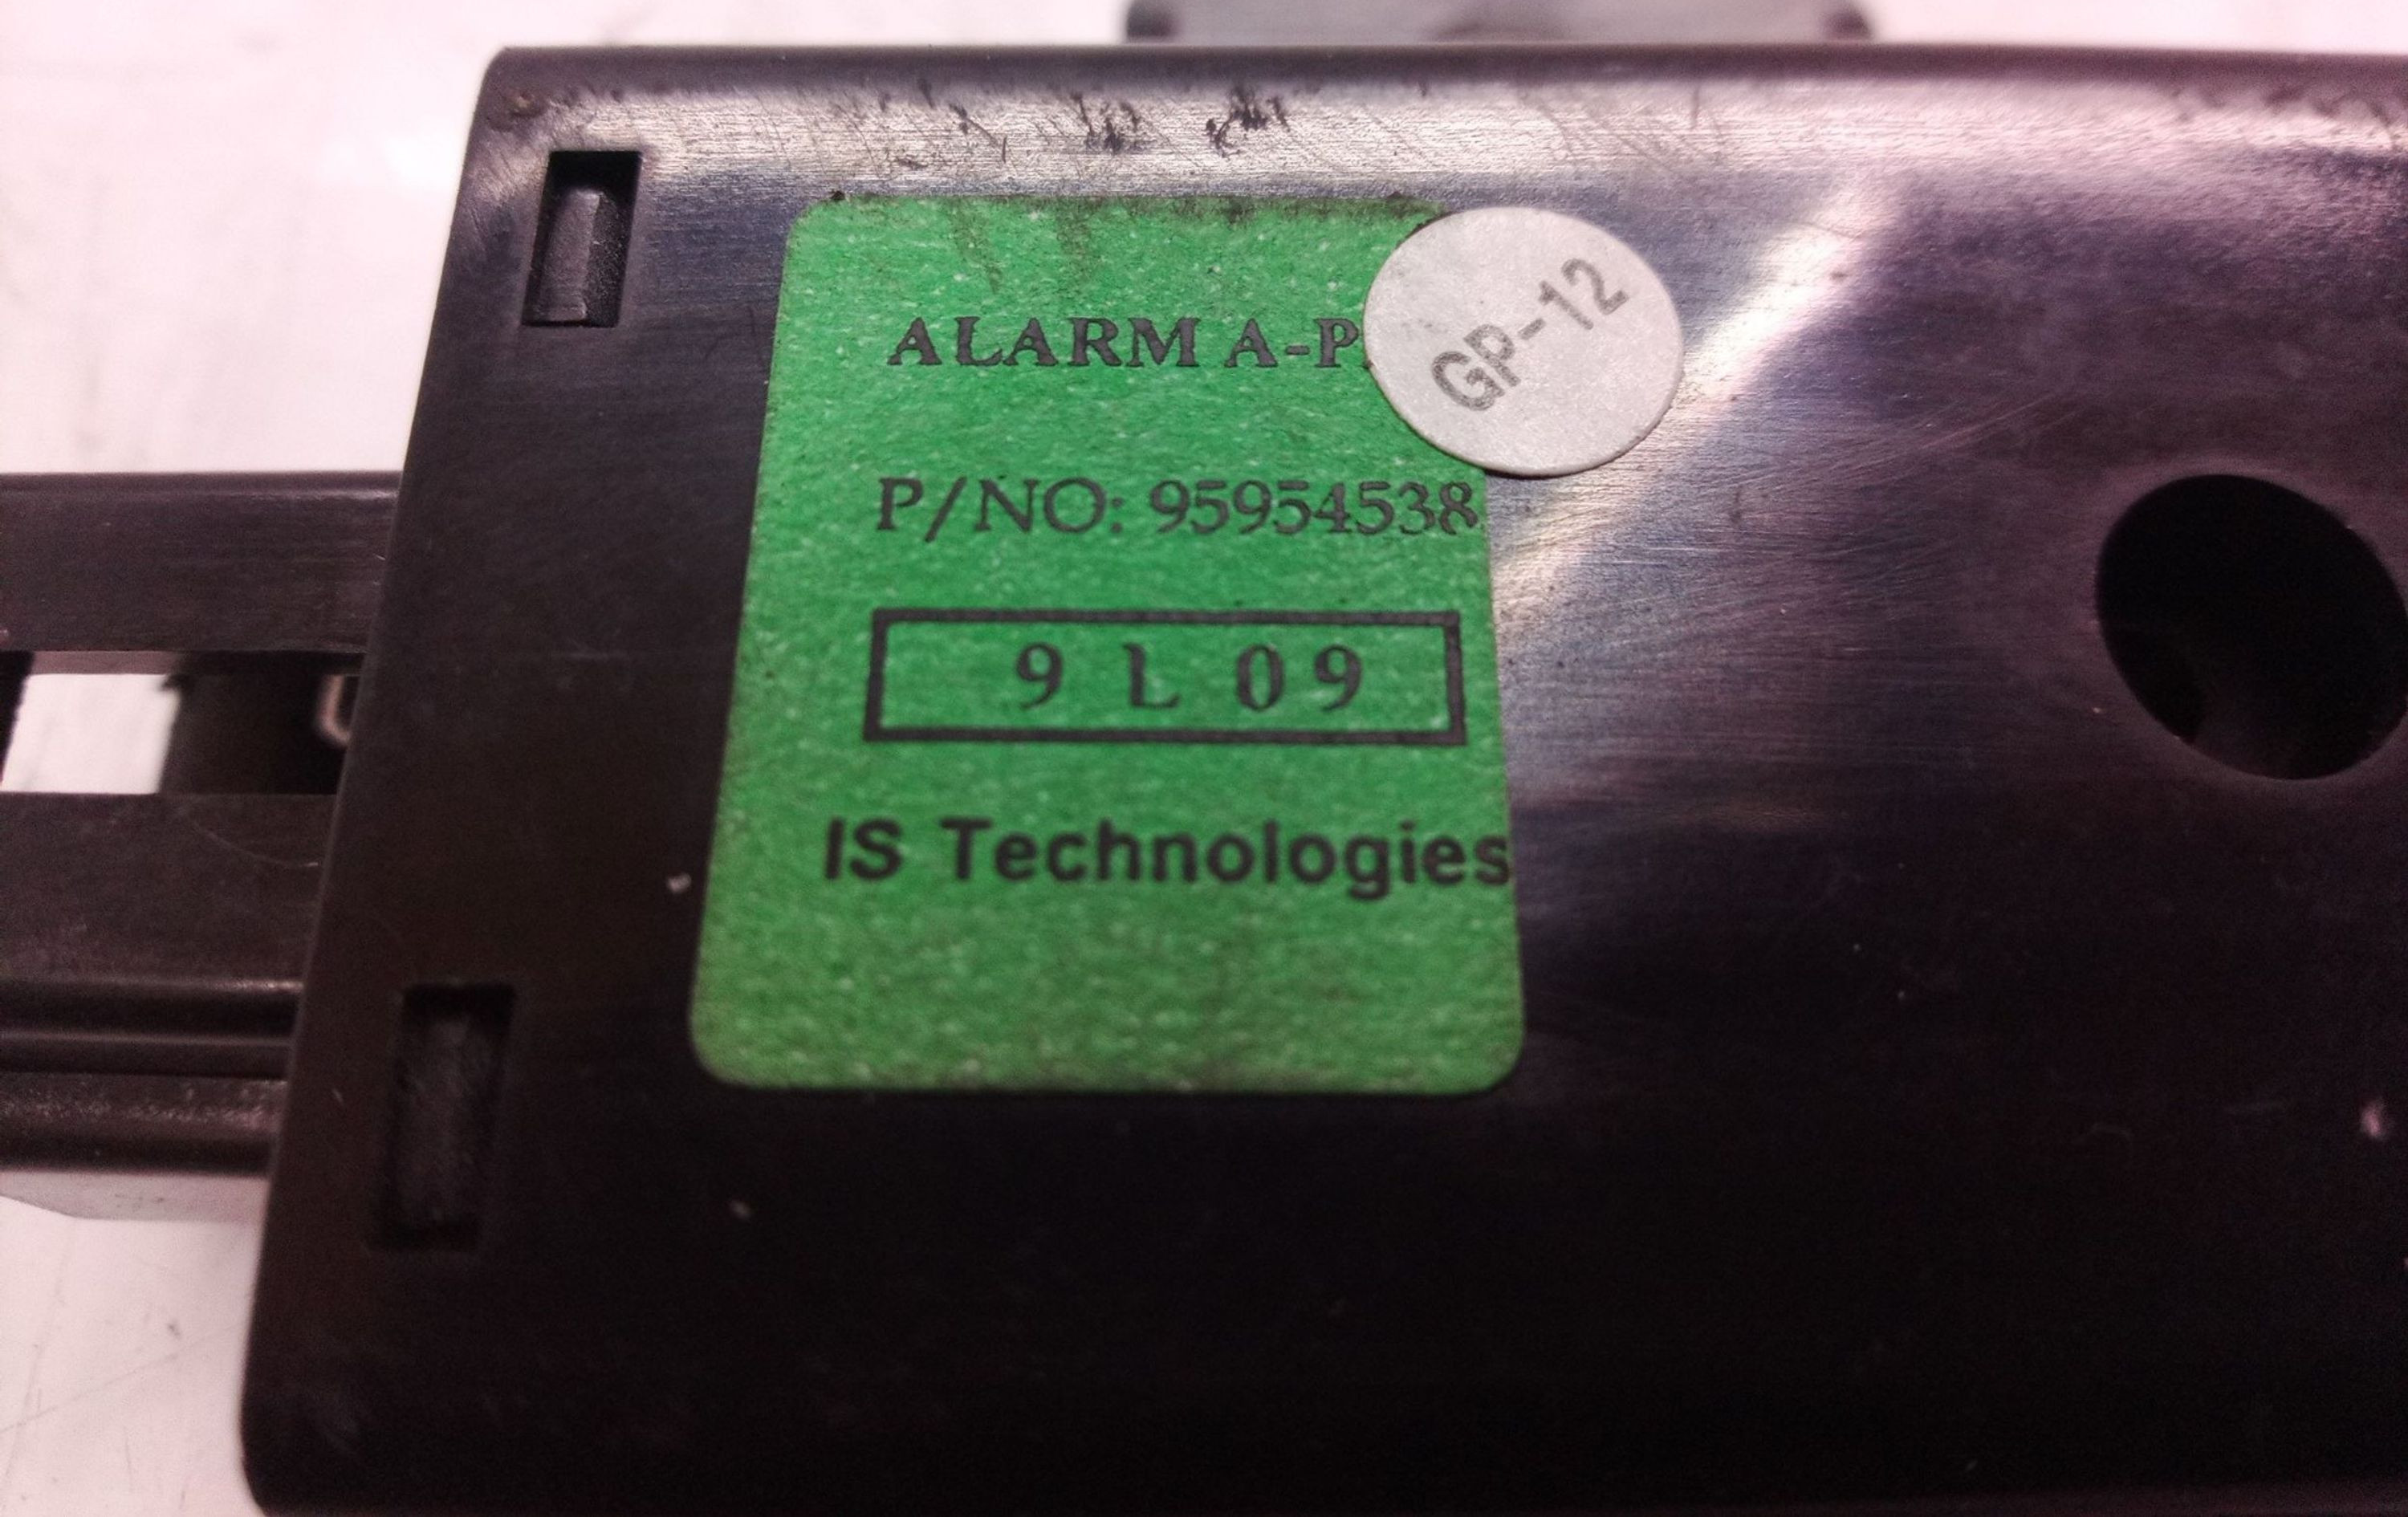 ALARM A-P
GP-12
P/NO: 95954538
9 L 09
IS Technologies